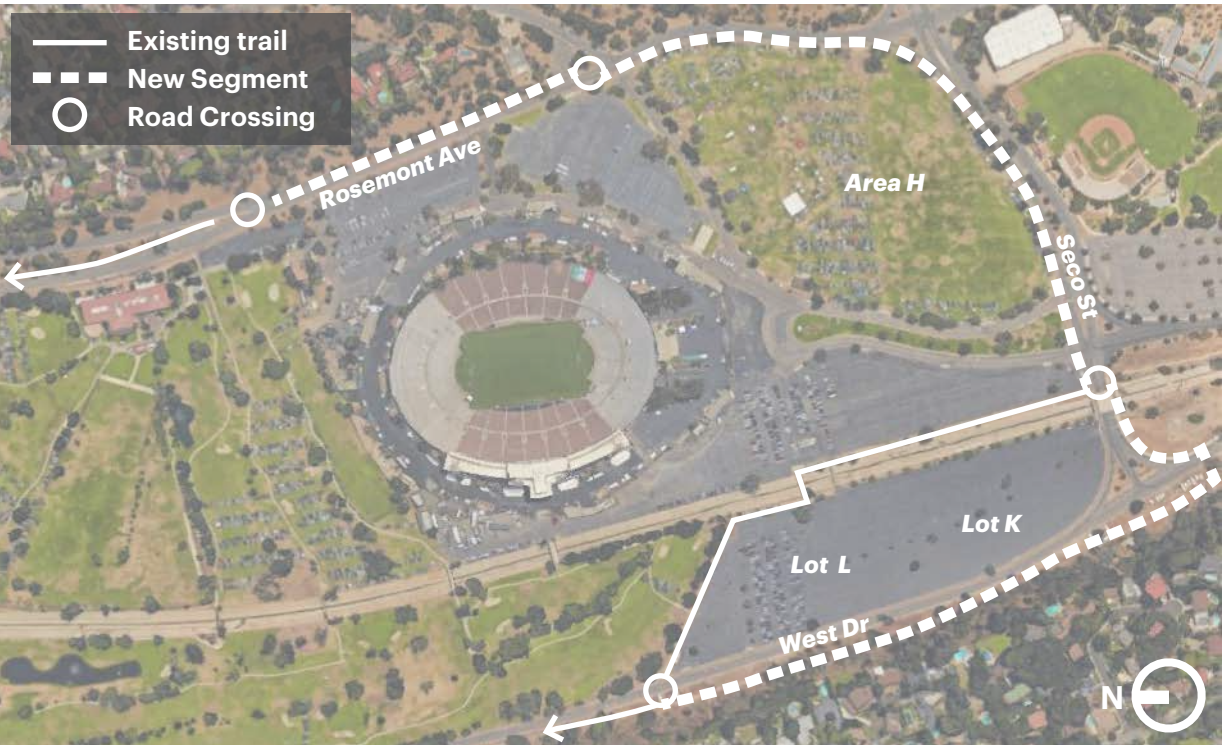 Existing trail
New Segment
Road Crossing
Rosemont Ave
Area H
Seco St
Lot K
Lot L
West Dr
N